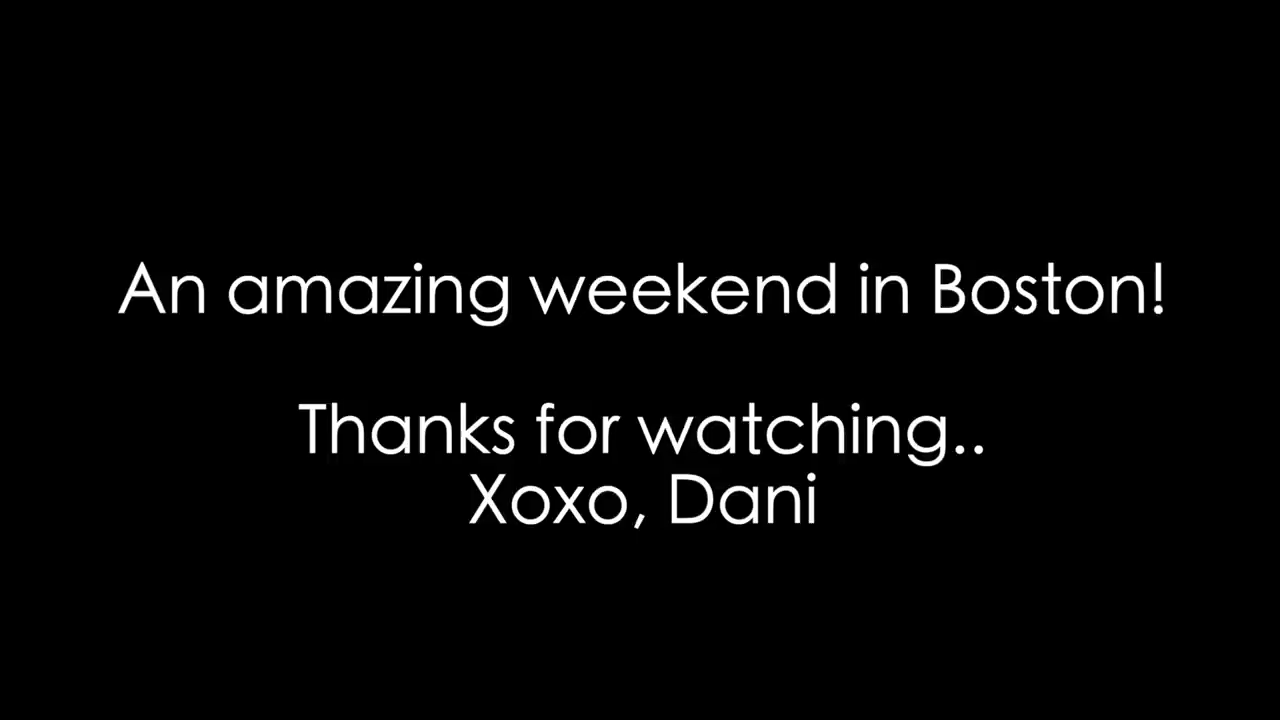 An amazing weekend in Boston!
Thanks for watching..
Xoxo, Dani